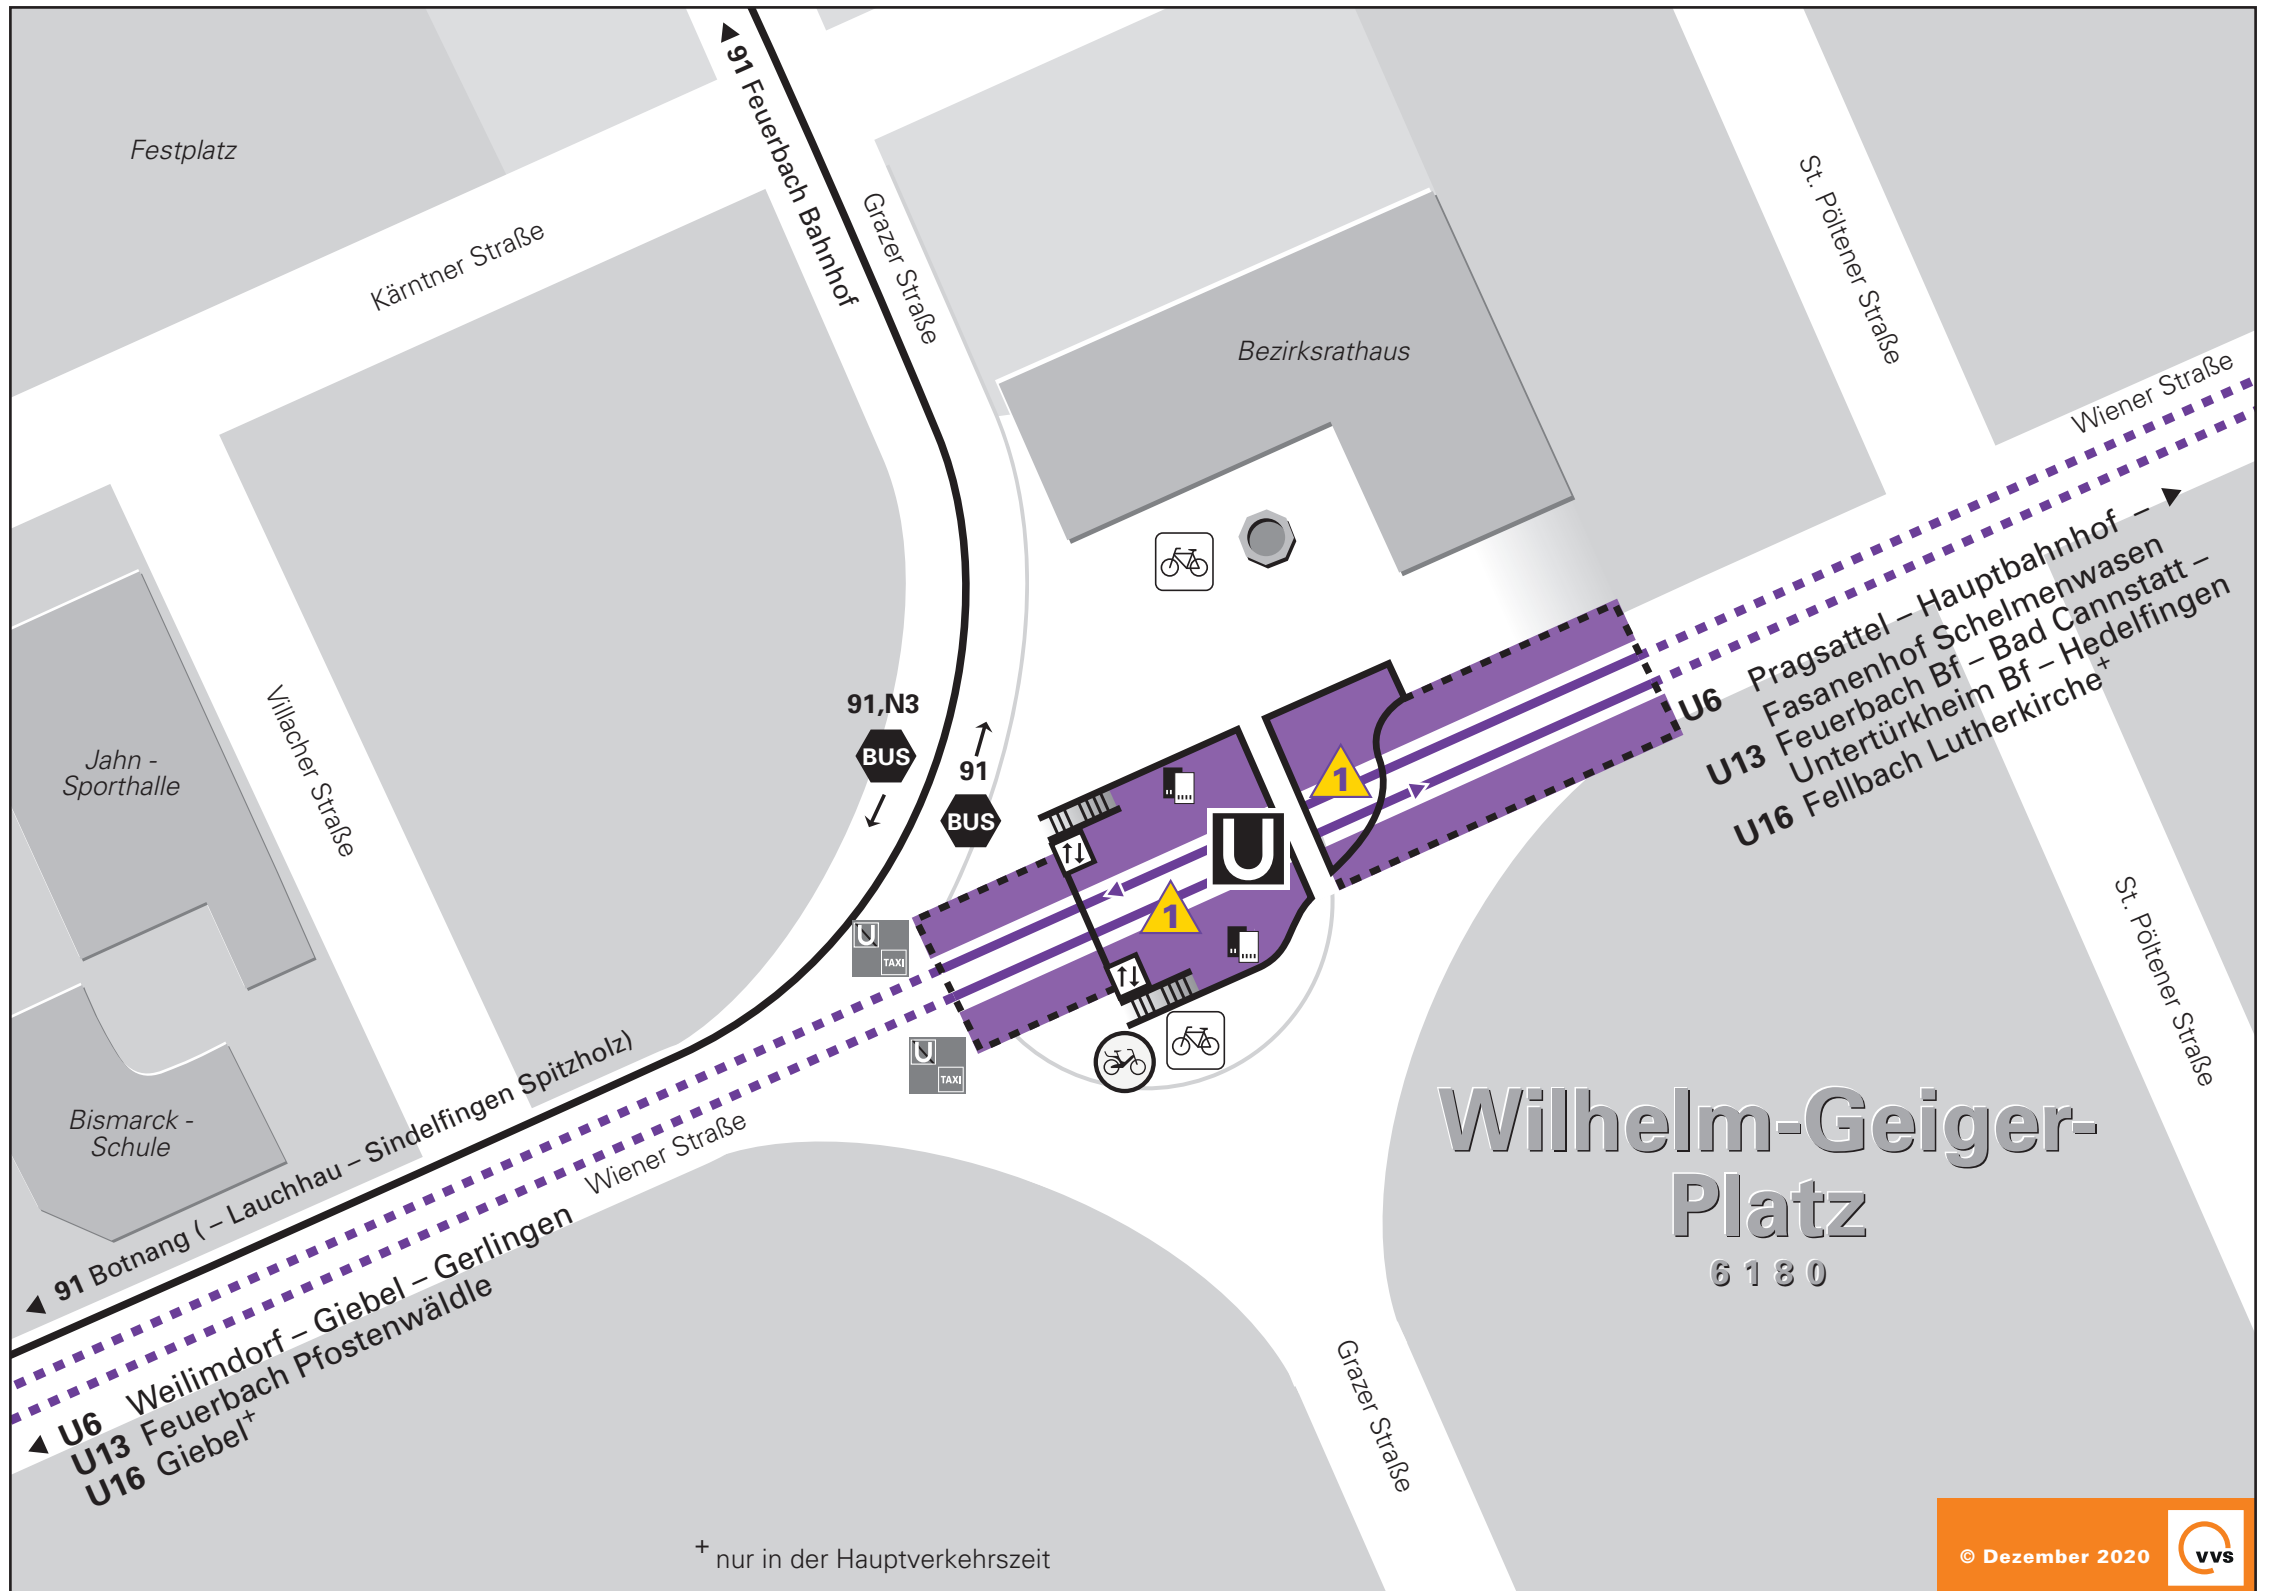 91 Feuerbach Bahnhof
Grazer Straße
Festplatz
Kärntner Straße
St. Pöltener Straße
Bezirksrathaus
Wiener Straße
Villacher Straße
Jahn -
Sporthalle
91,N3
BUS
91
BUS
1
U
1
U
TAXI
U
TAXI
U6 Pragsattel – Hauptbahnhof –
Fasanenhof Schelmenwasen
U13 Feuerbach Bf – Bad Cannstatt –
Untertürkheim Bf – Hedelfingen
U16 Fellbach Lutherkirche+
St. Pöltener Straße
Bismarck -
Schule
Wiener Straße
91 Botnang ( – Lauchhau – Sindelfingen Spitzholz)
U6 Weilimdorf – Giebel – Gerlingen
U13 Feuerbach Pfostenwäldle
U16 Giebel+
Wilhelm-Geiger-
Platz
6180
Grazer Straße
+ nur in der Hauptverkehrszeit
© Dezember 2020
vvs